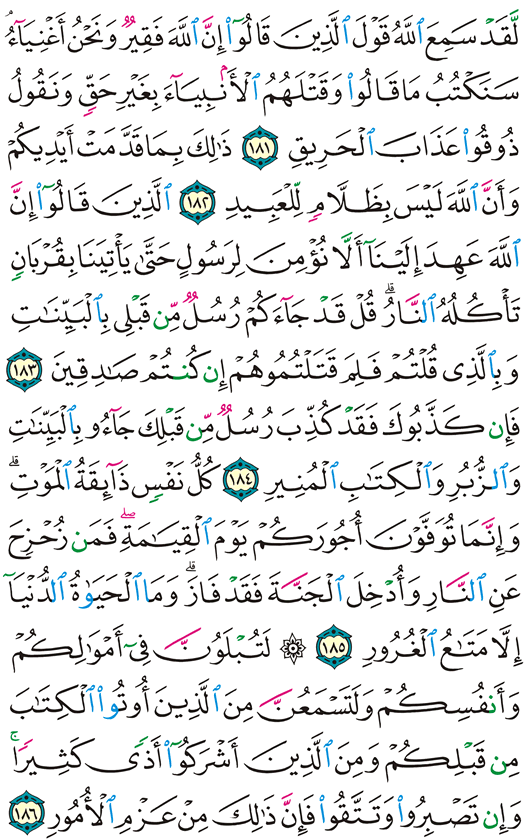 لَّقَدْ سَمِعَ ٱللَّهُ قَوْلَ ٱلَّذِينَ قَالُوٓا۟ إِنَّ ٱللَّهَ فَقِيرٌ وَنَحْنُ أَغْنِيَآءُ ۘ
سَنَكْتُبُ مَا قَالُوا۟ وَقَتْلَهُمُ ٱلْأَنۢبِيَآءَ بِغَيْرِ حَقٍّ وَنَقُولُ
ذُوقُوا۟ عَذَابَ ٱلْحَرِيقِ ١٨١ ذَٰلِكَ بِمَا قَدَّمَتْ أَيْدِيكُمْ
وَأَنَّ ٱللَّهَ لَيْسَ بِظَلَّامٍ لِّلْعَبِيدِ ١٨٢ ٱلَّذِينَ قَالُوٓا۟ إِنَّ
ٱللَّهَ عَهِدَ إِلَيْنَآ أَلَّا نُؤْمِنَ لِرَسُولٍ حَتَّىٰ يَأْتِيَنَا بِقُرْبَانٍ
تَأْكُلُهُ ٱلنَّارُ ۗ قُلْ قَدْ جَآءَكُمْ رُسُلٌ مِّن قَبْلِى بِٱلْبَيِّنَـٰتِ
وَبِٱلَّذِى قُلْتُمْ فَلِمَ قَتَلْتُمُوهُمْ إِن كُنتُمْ صَـٰدِقِينَ ١٨٣
فَإِن كَذَّبُوكَ فَقَدْ كُذِّبَ رُسُلٌ مِّن قَبْلِكَ جَآءُو بِٱلْبَيِّنَـٰتِ
وَٱلزُّبُرِ وَٱلْكِتَـٰبِ ٱلْمُنِيرِ ١٨٤ كُلُّ نَفْسٍ ذَآئِقَةُ ٱلْمَوْتِ ۗ
وَإِنَّمَا تُوَفَّوْنَ أُجُورَكُمْ يَوْمَ ٱلْقِيَـٰمَةِ ۖ فَمَن زُحْزِحَ
عَنِ ٱلنَّارِ وَأُدْخِلَ ٱلْجَنَّةَ فَقَدْ فَازَ ۗ وَمَا ٱلْحَيَوٰةُ ٱلدُّنْيَآ
إِلَّا مَتَـٰعُ ٱلْغُرُورِ ١٨٥ ۞ لَتُبْلَوُنَّ فِىٓ أَمْوَٰلِكُمْ
وَأَنفُسِكُمْ وَلَتَسْمَعُنَّ مِنَ ٱلَّذِينَ أُوتُوا۟ ٱلْكِتَـٰبَ
مِن قَبْلِكُمْ وَمِنَ ٱلَّذِينَ أَشْرَكُوٓا۟ أَذًى كَثِيرًا ۚ
وَإِن تَصْبِرُوا۟ وَتَتَّقُوا۟ فَإِنَّ ذَٰلِكَ مِنْ عَزْمِ ٱلْأُمُورِ ١٨٦